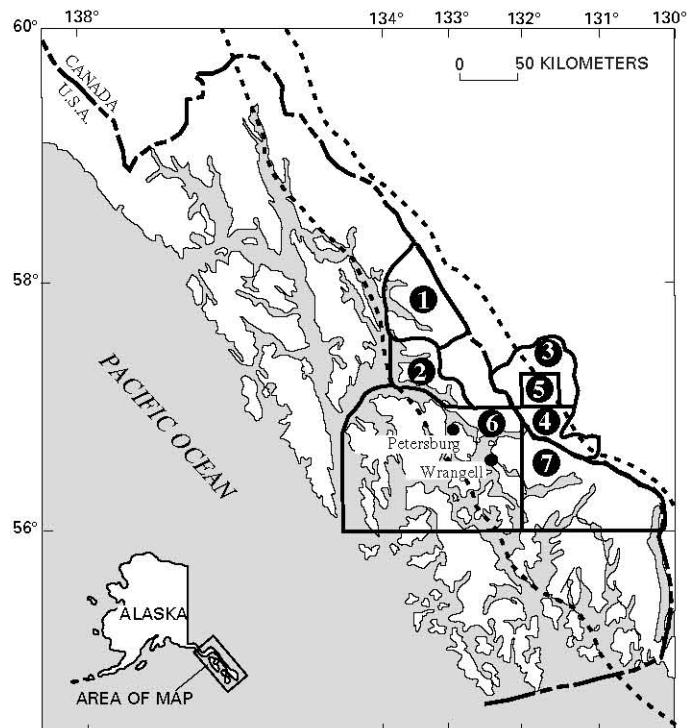 138° 134° 133° 132° 131° 130°
60°
0 50 KILOMETERS
CANADA
U.S.A.
58°
1
3
2
5
4
6
Petersburg
7
Wrangell
PACIFIC OCEAN
56°
ALASKA
AREA OF MAP